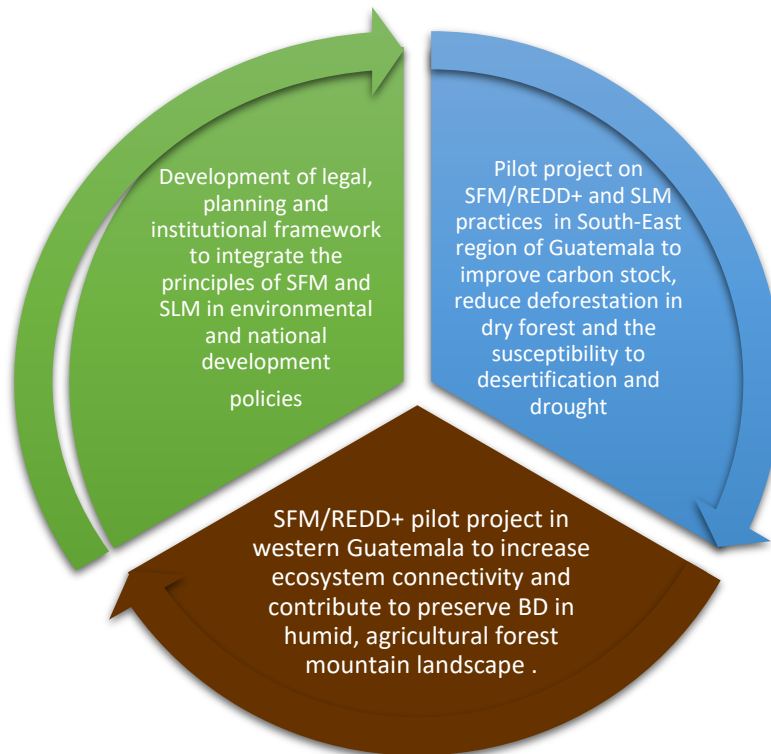 Development of legal,
planning and
institutional framework
to integrate the
principles of SFM and
SLM in environmental
and national
development
policies
Pilot project on
SFM/REDD+ and SLM
practices in South-East
region of Guatemala to
improve carbon stock,
reduce deforestation in
dry forest and the
susceptibility to
desertification and
drought
SFM/REDD+ pilot project in
western Guatemala to increase
ecosystem connectivity and
contribute to preserve BD in
humid, agricultural forest
mountain landscape .